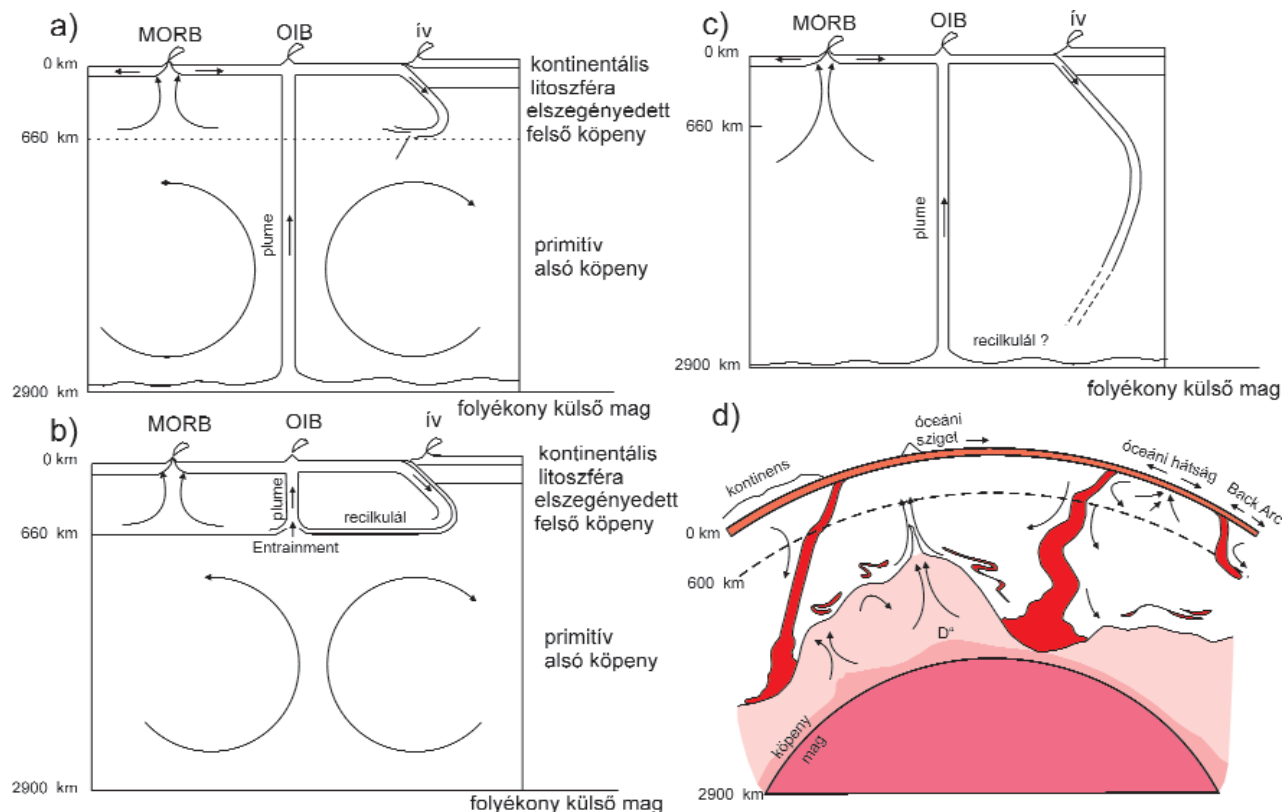 a)
MORB
OIB
ív
0 km
660 km
2900 km
plume
kontinentális
litoszféra
elszegényedett
felső köpeny
primitív
alsó köpeny
folyékony külső mag
b)
MORB
OIB
ív
0 km
660 km
2900 km
plume
Entrainment
recilkulál
kontinentális
litoszféra
elszegényedett
felső köpeny
primitív
alsó köpeny
folyékony külső mag
c)
MORB
OIB
ív
0 km
660 km
2900 km
plume
recilkulál ?
folyékony külső mag
d)
óceáni
sziget
óceáni hátság
Back Arc
kontinens
0 km
600 km
D“
köpeny
mag
2900 km